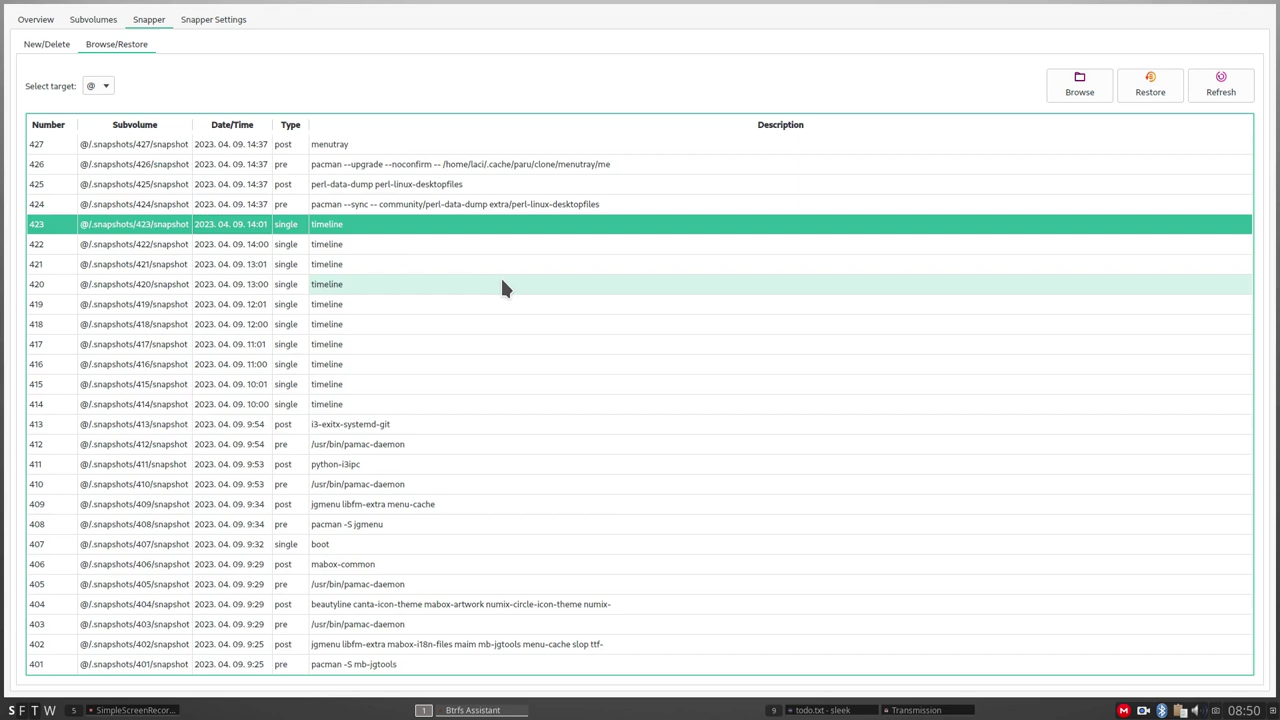 Overview Subvolumes Snapper Snapper Settings
New/Delete Browse/Restore
Select target: @ Browse Restore Refresh
Number Subvolume Date/Time Type Description
427 @/.snapshots/427/snapshot 2023. 04. 09. 14:37 post menutray
426 @/.snapshots/426/snapshot 2023. 04. 09. 14:37 pre pacman --upgrade --noconfirm -- /home/laci/.cache/paru/clone/menutray/me
425 @/.snapshots/425/snapshot 2023. 04. 09. 14:37 post perl-data-dump perl-linux-desktopfiles
424 @/.snapshots/424/snapshot 2023. 04. 09. 14:37 pre pacman --sync -- community/perl-data-dump extra/perl-linux-desktopfiles
423 @/.snapshots/423/snapshot 2023. 04. 09. 14:01 single timeline
422 @/.snapshots/422/snapshot 2023. 04. 09. 14:00 single timeline
421 @/.snapshots/421/snapshot 2023. 04. 09. 13:01 single timeline
420 @/.snapshots/420/snapshot 2023. 04. 09. 13:00 single timeline
419 @/.snapshots/419/snapshot 2023. 04. 09. 12:01 single timeline
418 @/.snapshots/418/snapshot 2023. 04. 09. 12:00 single timeline
417 @/.snapshots/417/snapshot 2023. 04. 09. 11:01 single timeline
416 @/.snapshots/416/snapshot 2023. 04. 09. 11:00 single timeline
415 @/.snapshots/415/snapshot 2023. 04. 09. 10:01 single timeline
414 @/.snapshots/414/snapshot 2023. 04. 09. 10:00 single timeline
413 @/.snapshots/413/snapshot 2023. 04. 09. 9:54 post i3-exitx-systemd-git
412 @/.snapshots/412/snapshot 2023. 04. 09. 9:54 pre /usr/bin/pamac-daemon
411 @/.snapshots/411/snapshot 2023. 04. 09. 9:53 post python-i3ipc
410 @/.snapshots/410/snapshot 2023. 04. 09. 9:53 pre /usr/bin/pamac-daemon
409 @/.snapshots/409/snapshot 2023. 04. 09. 9:34 post jgmenu libfm-extra menu-cache
408 @/.snapshots/408/snapshot 2023. 04. 09. 9:34 pre pacman -S jgmenu
407 @/.snapshots/407/snapshot 2023. 04. 09. 9:32 single boot
406 @/.snapshots/406/snapshot 2023. 04. 09. 9:29 post mabox-common
405 @/.snapshots/405/snapshot 2023. 04. 09. 9:29 pre /usr/bin/pamac-daemon
404 @/.snapshots/404/snapshot 2023. 04. 09. 9:29 post beautyline canta-icon-theme mabox-artwork numix-circle-icon-theme numix-
403 @/.snapshots/403/snapshot 2023. 04. 09. 9:29 pre /usr/bin/pamac-daemon
402 @/.snapshots/402/snapshot 2023. 04. 09. 9:25 post jgmenu libfm-extra mabox-i18n-files maim mb-jgtools menu-cache slop ttf-
401 @/.snapshots/401/snapshot 2023. 04. 09. 9:25 pre pacman -S mb-jgtools
S F T W 5 SimpleScreenRecor... 1 Btrfs Assistant 9 todo.txt - sleek Transmission 08:50